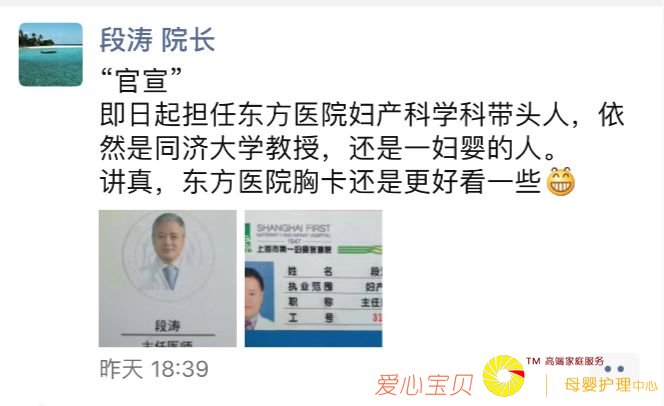 段涛 院长
“官宣”
即日起担任东方医院妇产科学科带头人，依
然是同济大学教授，还是一妇婴的人。
讲真，东方医院胸卡还是更好看一些
段涛
主任医师
SHANGHAI FIRST
MATERNITY AND INFANT HOSPITAL
1947
上海市第一妇婴保健院
姓 名 段
执业范围 妇产
职 称 主任
工 号 31
昨天 18:39
爱心宝贝
TM 高端家庭服务
母婴护理中心